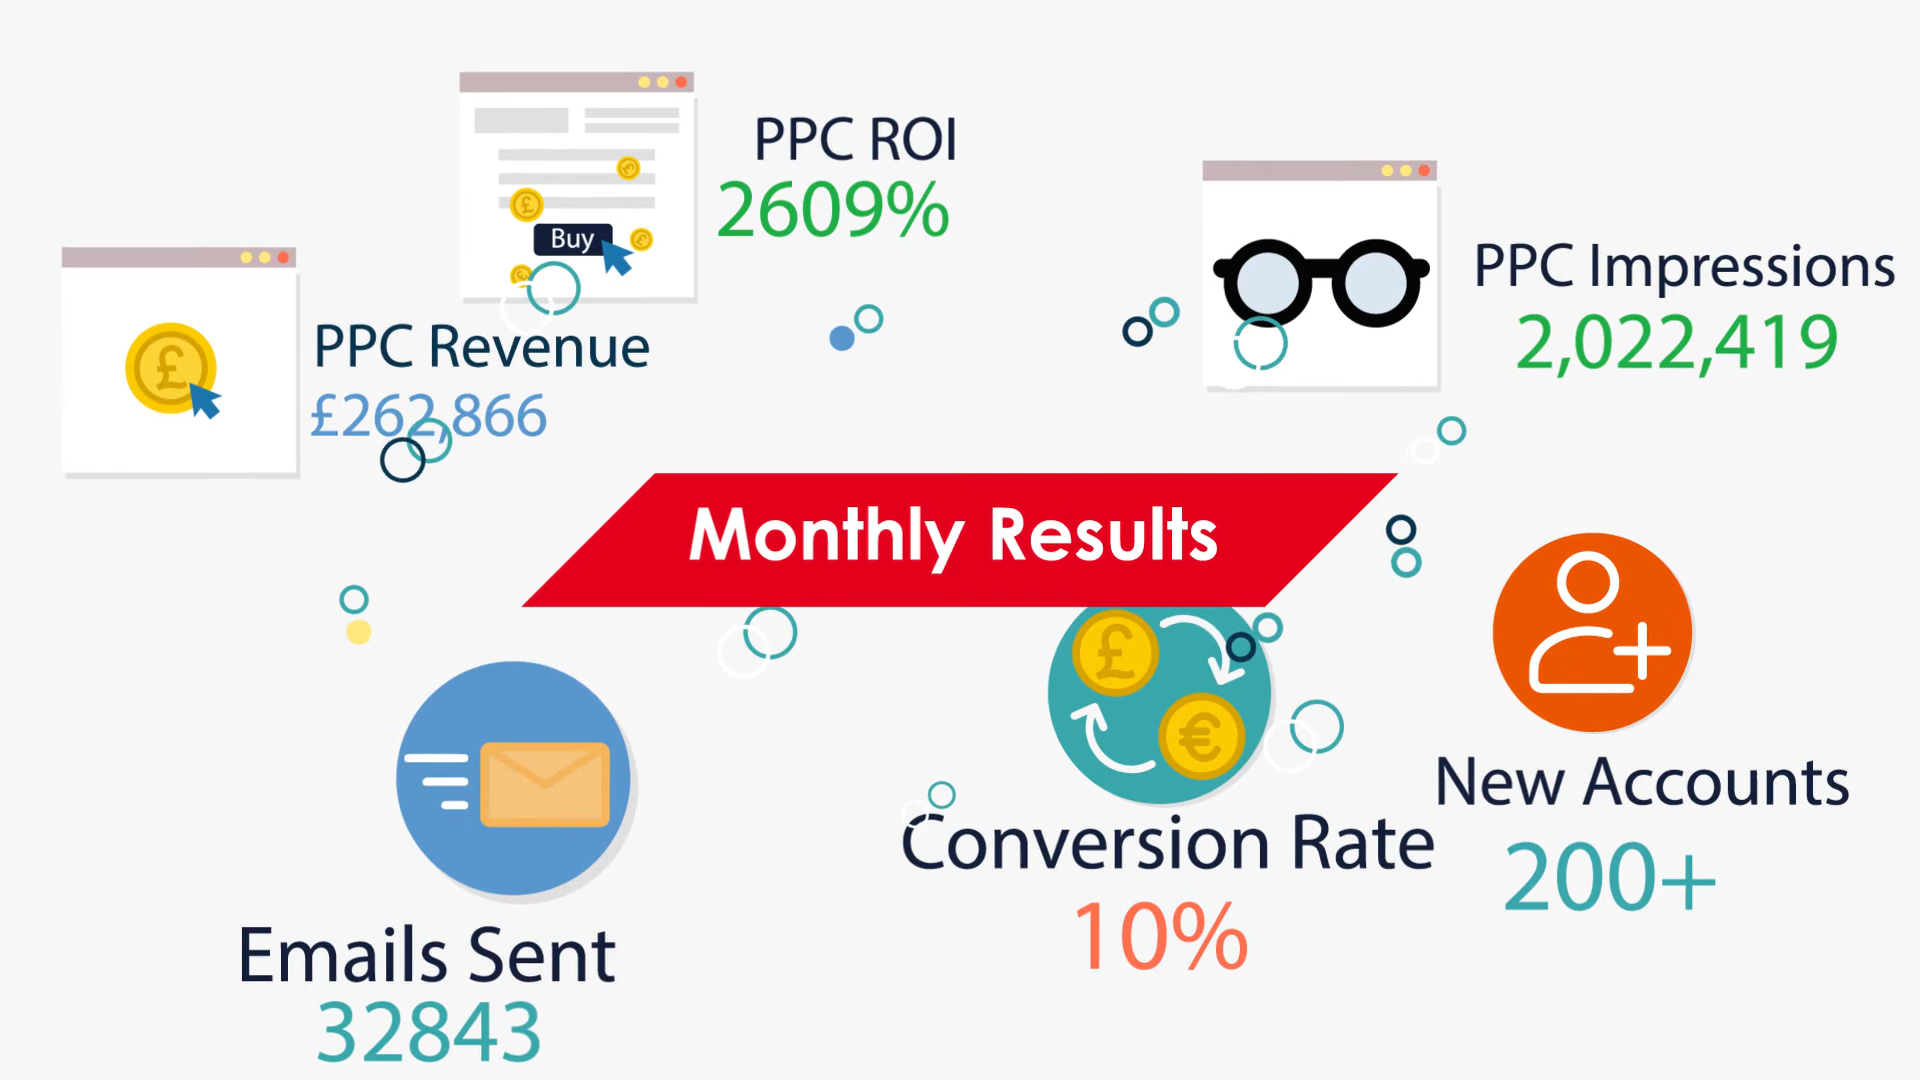 PPC ROI
2609%
Buy
PPC Revenue
£262,866
PPC Impressions
2,022,419
Monthly Results
Emails Sent
32843
Conversion Rate
10%
New Accounts
200+